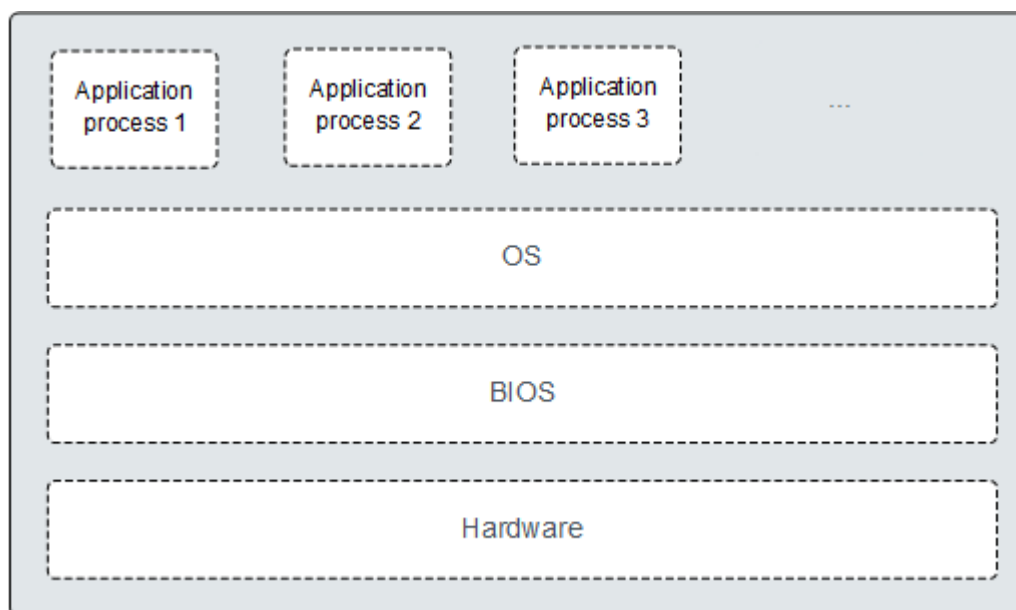 Application
process 1
Application
process 2
Application
process 3
...
OS
BIOS
Hardware